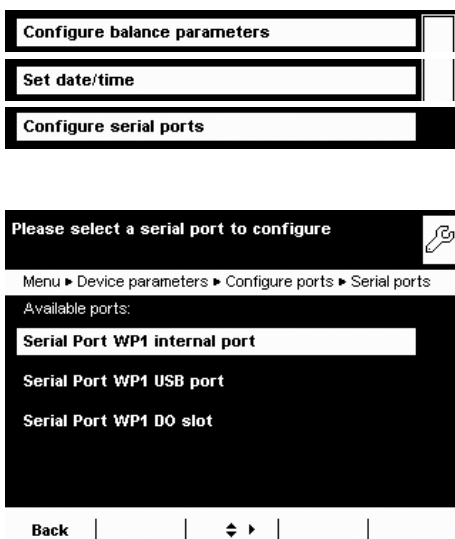 Configure balance parameters
Set date/time
Configure serial ports
Please select a serial port to configure
Menu ▸ Device parameters ▸ Configure ports ▸ Serial ports
Available ports:
Serial Port WP1 internal port
Serial Port WP1 USB port
Serial Port WP1 DO slot
Back